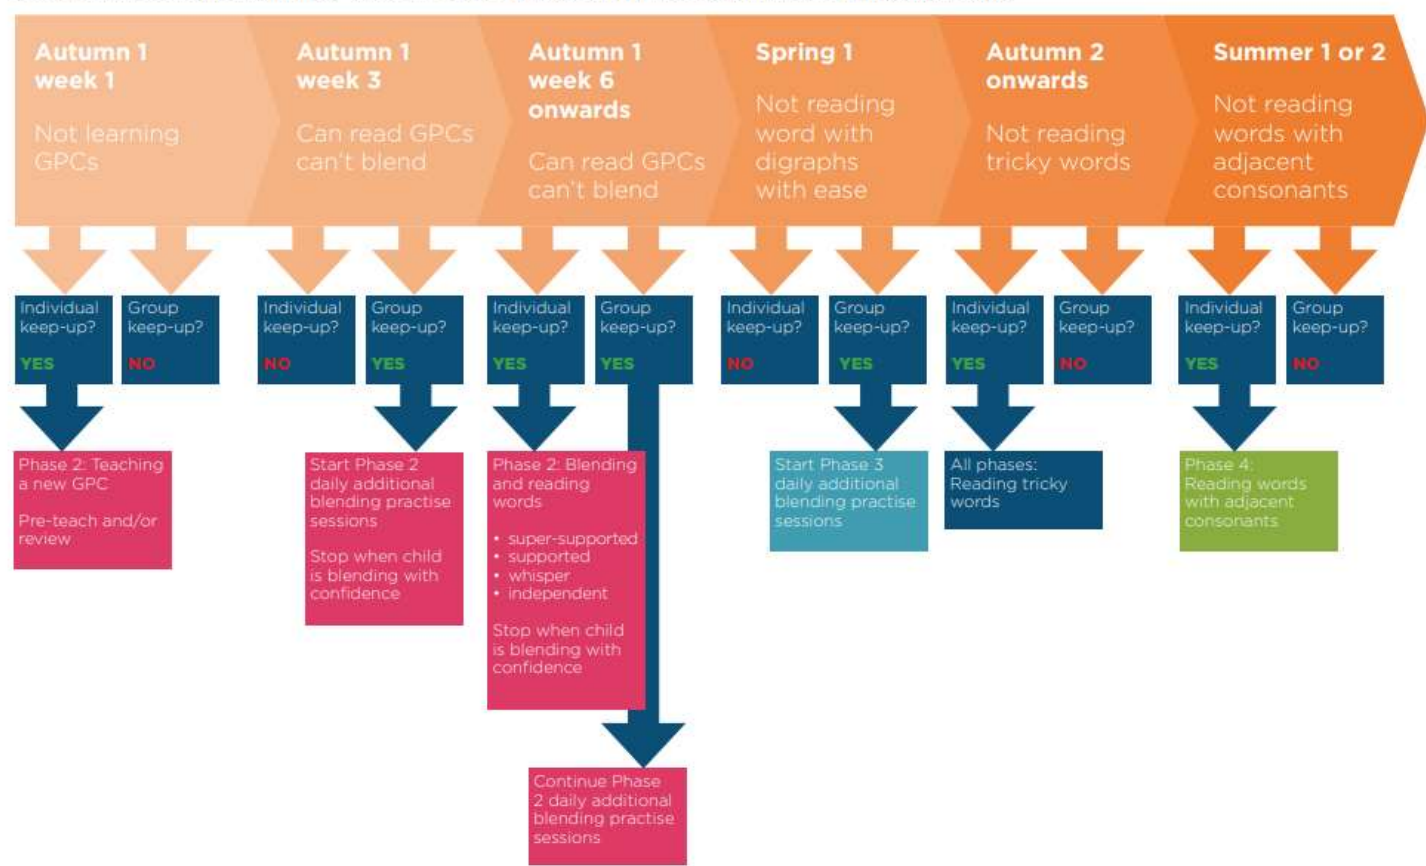 Autumn 1
week 1
Not learning
GPCs
Autumn 1
week 3
Can read GPCs
can't blend
Autumn 1
week 6
onwards
Can read GPCs
can't blend
Spring 1
Not reading
word with
digraphs
with ease
Autumn 2
onwards
Not reading
tricky words
Summer 1 or 2
Not reading
words with
adjacent
consonants
Individual
keep-up?
YES
Group
keep-up?
NO
Individual
keep-up?
NO
Group
keep-up?
YES
Individual
keep-up?
YES
Group
keep-up?
YES
Individual
keep-up?
NO
Group
keep-up?
YES
Individual
keep-up?
YES
Group
keep-up?
NO
Individual
keep-up?
YES
Group
keep-up?
NO
Phase 2: Teaching
a new GPC
Pre-teach and/or
review
Start Phase 2
daily additional
blending practise
sessions
Stop when child
is blending with
confidence
Phase 2: Blending
and reading
words
• super-supported
• supported
• whisper
• independent
Stop when child
is blending with
confidence
Continue Phase
2 daily additional
blending practise
sessions
Start Phase 3
daily additional
blending practise
sessions
All phases:
Reading tricky
words
Phase 4:
Reading words
with adjacent
consonants